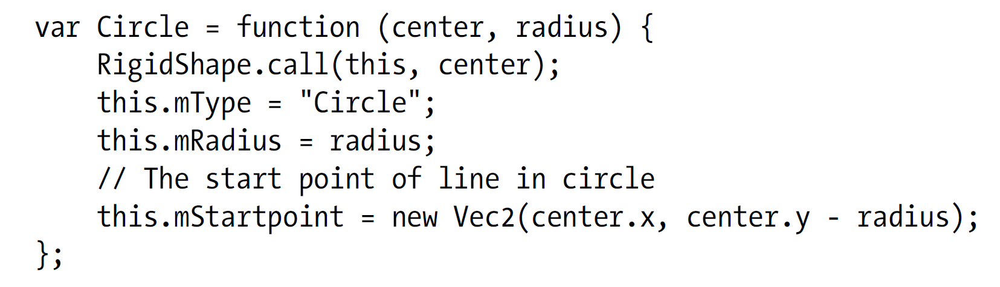 var Circle = function (center, radius) {
    RigidShape.call(this, center);
    this.mType = "Circle";
    this.mRadius = radius;
    // The start point of line in circle
    this.mStartpoint = new Vec2(center.x, center.y - radius);
};